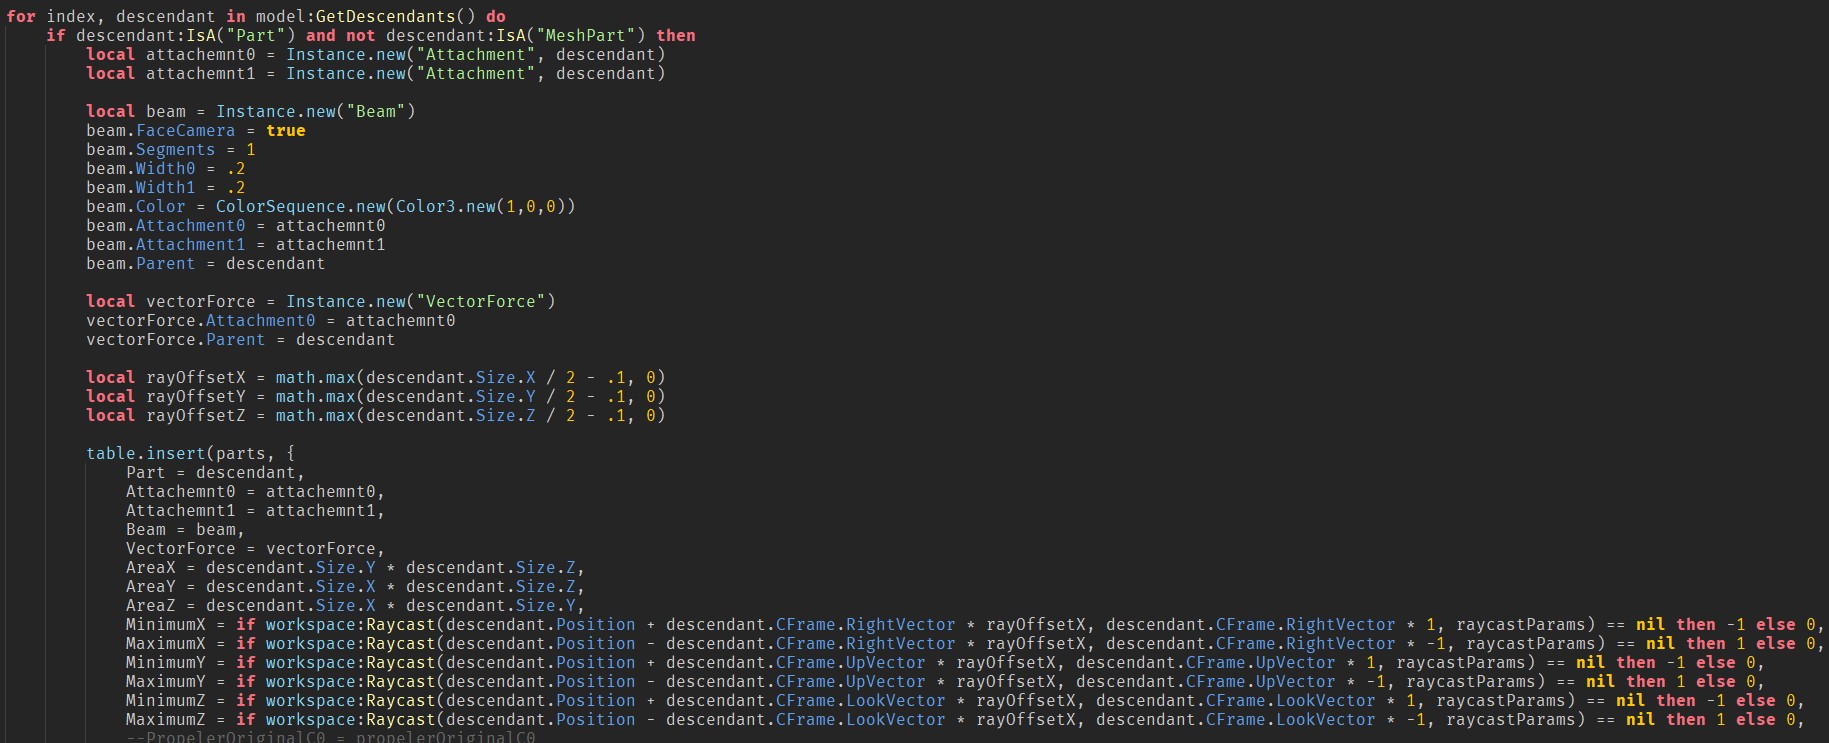 for index, descendant in model:GetDescendants() do
if descendant:IsA("Part") and not descendant:IsA("MeshPart") then
local attachemnt0 = Instance.new("Attachment", descendant)
local attachemnt1 = Instance.new("Attachment", descendant)
local beam = Instance.new("Beam")
beam.FaceCamera = true
beam.Segments = 1
beam.Width0 = .2
beam.Width1 = .2
beam.Color = ColorSequence.new(Color3.new(1,0,0))
beam.Attachment0 = attachemnt0
beam.Attachment1 = attachemnt1
beam.Parent = descendant
local vectorForce = Instance.new("VectorForce")
vectorForce.Attachment0 = attachemnt0
vectorForce.Parent = descendant
local rayOffsetX = math.max(descendant.Size.X / 2 - .1, 0)
local rayOffsetY = math.max(descendant.Size.Y / 2 - .1, 0)
local rayOffsetZ = math.max(descendant.Size.Z / 2 - .1, 0)
table.insert(parts, {
Part = descendant,
Attachemnt0 = attachemnt0,
Attachemnt1 = attachemnt1,
Beam = beam,
VectorForce = vectorForce,
AreaX = descendant.Size.Y * descendant.Size.Z,
AreaY = descendant.Size.X * descendant.Size.Z,
AreaZ = descendant.Size.X * descendant.Size.Y,
MinimumX = if workspace:Raycast(descendant.Position + descendant.CFrame.RightVector * rayOffsetX, descendant.CFrame.RightVector * 1, raycastParams) == nil then -1 else 0,
MaximumX = if workspace:Raycast(descendant.Position - descendant.CFrame.RightVector * rayOffsetX, descendant.CFrame.RightVector * -1, raycastParams) == nil then 1 else 0,
MinimumY = if workspace:Raycast(descendant.Position + descendant.CFrame.UpVector * rayOffsetX, descendant.CFrame.UpVector * 1, raycastParams) == nil then -1 else 0,
MaximumY = if workspace:Raycast(descendant.Position - descendant.CFrame.UpVector * rayOffsetX, descendant.CFrame.UpVector * -1, raycastParams) == nil then 1 else 0,
MinimumZ = if workspace:Raycast(descendant.Position + descendant.CFrame.LookVector * rayOffsetX, descendant.CFrame.LookVector * 1, raycastParams) == nil then -1 else 0,
MaximumZ = if workspace:Raycast(descendant.Position - descendant.CFrame.LookVector * rayOffsetX, descendant.CFrame.LookVector * -1, raycastParams) == nil then 1 else 0,
--PropelerOriginalC0 = propelerOriginalC0